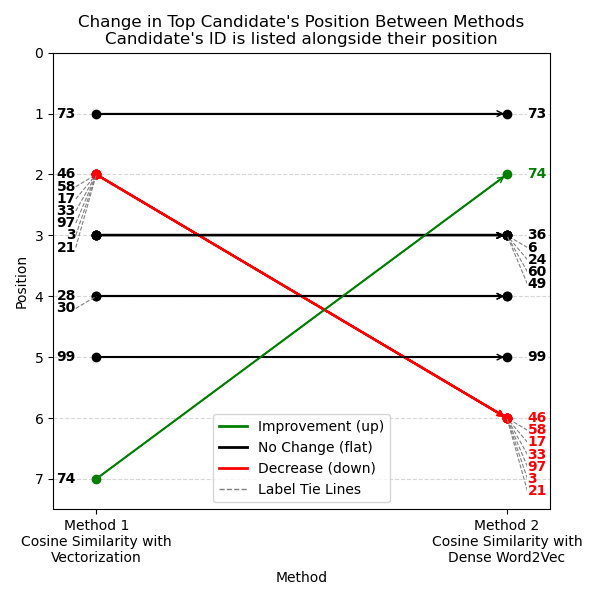 Change in Top Candidate's Position Between Methods
Candidate's ID is listed alongside their position
Position
0
1
2
3
4
5
6
7
73
46
58
17
33
97
3
21
28
30
99
74
73
74
36
6
24
60
49
99
46
58
17
33
97
3
21
Improvement (up)
No Change (flat)
Decrease (down)
Label Tie Lines
Method 1
Cosine Similarity with
Vectorization
Method 2
Cosine Similarity with
Dense Word2Vec
Method